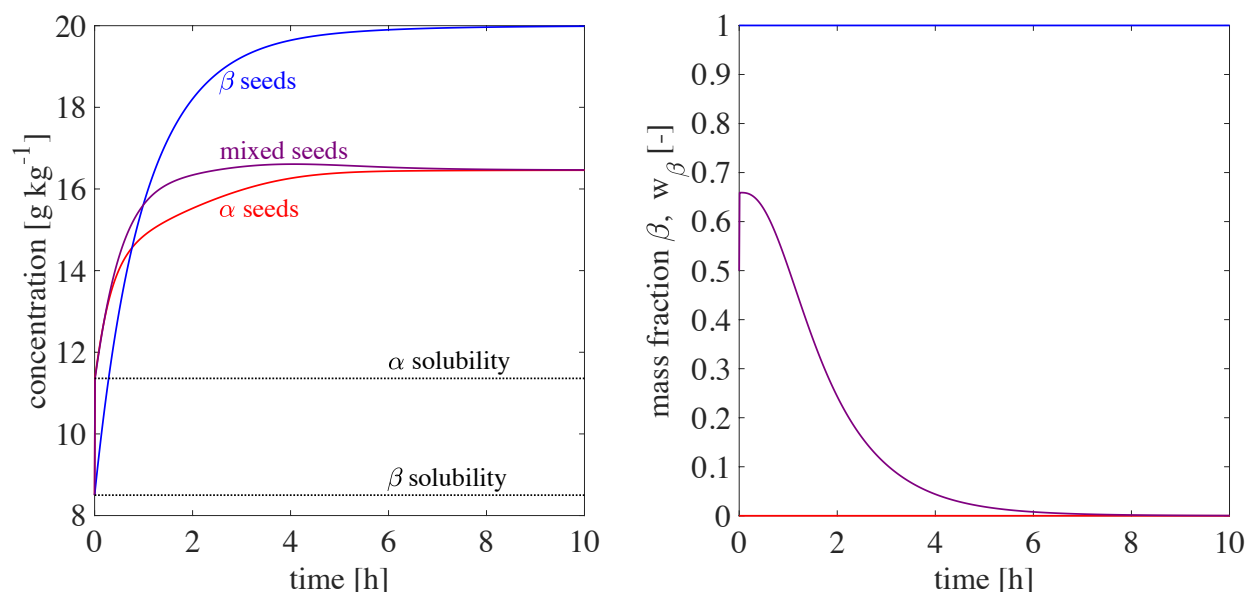 concentration [g kg⁻¹]
20
18
16
14
12
10
8
β seeds
mixed seeds
α seeds
α solubility
β solubility
0 2 4 6 8 10
time [h]
mass fraction β, w_β [-]
1
0.9
0.8
0.7
0.6
0.5
0.4
0.3
0.2
0.1
0
0 2 4 6 8 10
time [h]